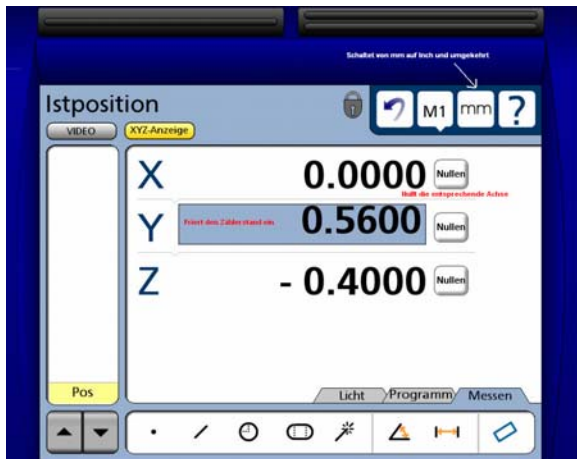 Schaltet von mm auf Inch und umgekehrt
Istposition
M1
mm
?
VIDEO
XYZ-Anzeige
X
0.0000
Nullen
Nullt die entsprechende Achse
Y
Friert den Zählerstand ein.
0.5600
Nullen
Z
- 0.4000
Nullen
Pos
Licht
Programm
Messen